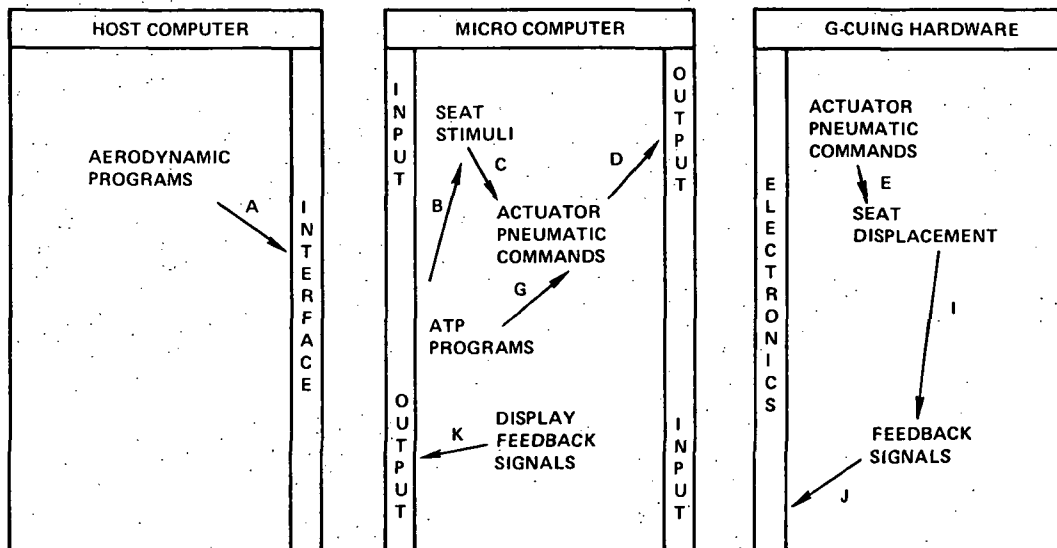 HOST COMPUTER
AERODYNAMIC
PROGRAMS
A
INTERFACE
MICRO COMPUTER
INPUT
OUTPUT
SEAT
STIMULI
B
C
D
ACTUATOR
PNEUMATIC
COMMANDS
G
ATP
PROGRAMS
OUTPUT
K
DISPLAY
FEEDBACK
SIGNALS
INPUT
G-CUING HARDWARE
ELECTRONICS
ACTUATOR
PNEUMATIC
COMMANDS
E
SEAT
DISPLACEMENT
I
FEEDBACK
SIGNALS
J